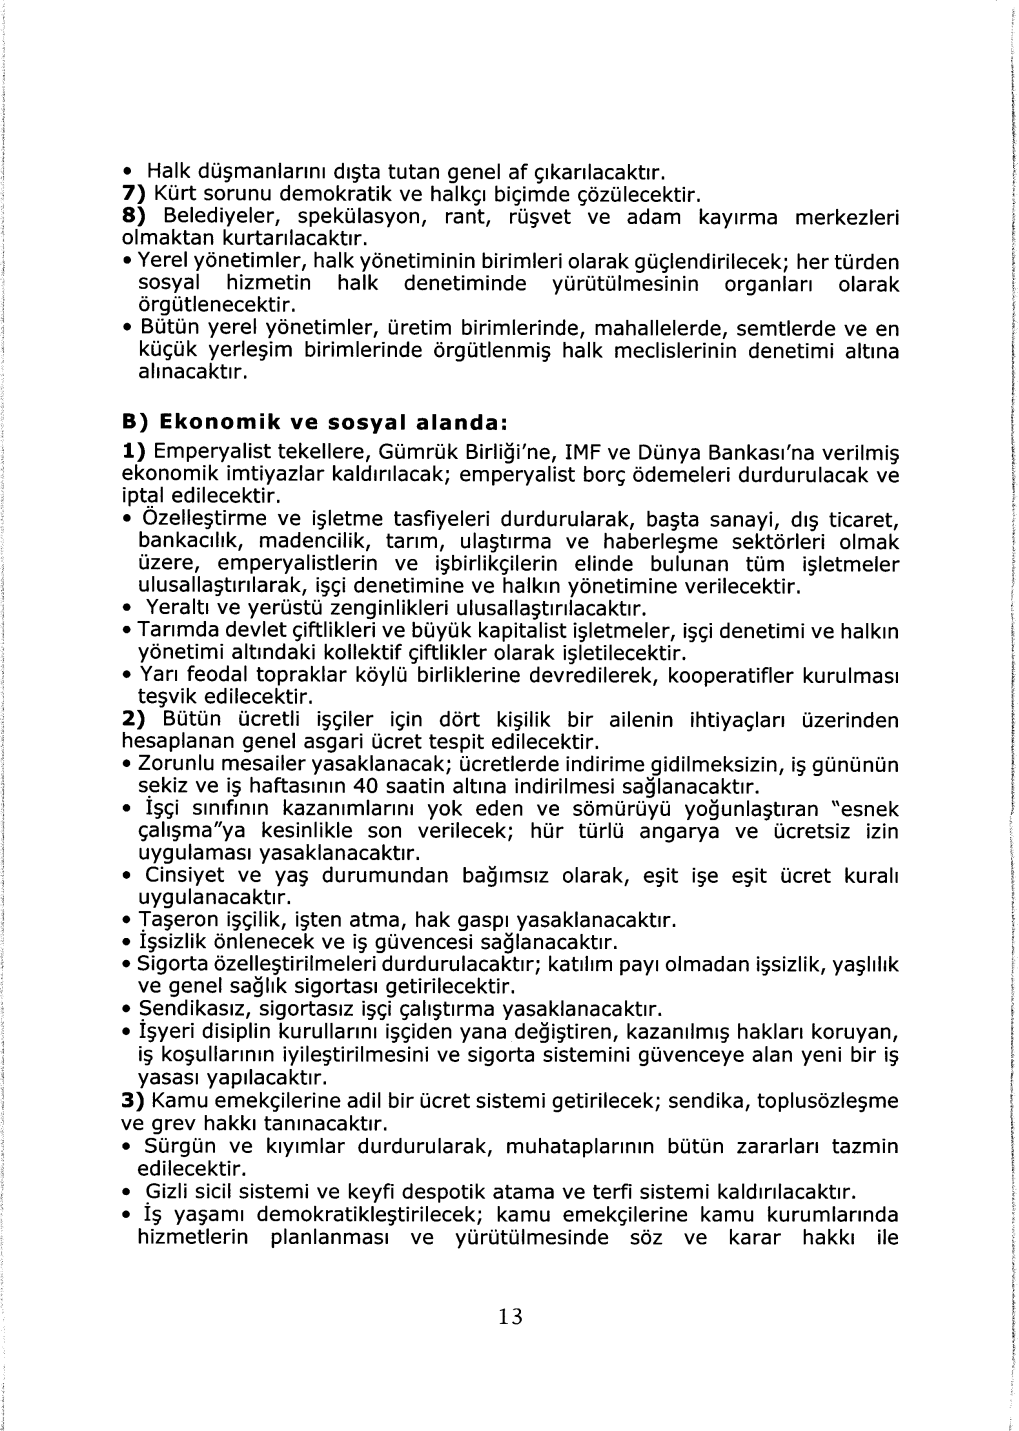 • Halk düşmanlarını dışta tutan genel af çıkarılacaktır.
7) Kürt sorunu demokratik ve halkçı biçimde çözülecektir.
8) Belediyeler, spekülasyon, rant, rüşvet ve adam kayırma merkezleri
olmaktan kurtarılacaktır.
• Yerel yönetimler, halk yönetiminin birimleri olarak güçlendirilecek; her türden
sosyal hizmetin halk denetiminde yürütülmesinin organları olarak
örgütlenecektir.
• Bütün yerel yönetimler, üretim birimlerinde, mahallelerde, semtlerde ve en
küçük yerleşim birimlerinde örgütlenmiş halk meclislerinin denetimi altına
alınacaktır.
B) Ekonomik ve sosyal alanda:
1) Emperyalist tekellere, Gümrük Birliği'ne, IMF ve Dünya Bankası'na verilmiş
ekonomik imtiyazlar kaldırılacak; emperyalist borç ödemeleri durdurulacak ve
iptal edilecektir.
• Özelleştirme ve işletme tasfiyeleri durdurularak, başta sanayi, dış ticaret,
bankacılık, madencilik, tarım, ulaştırma ve haberleşme sektörleri olmak
üzere, emperyalistlerin ve işbirlikçilerin elinde bulunan tüm işletmeler
ulusallaştırılarak, işçi denetimine ve halkın yönetimine verilecektir.
• Yeraltı ve yerüstü zenginlikleri ulusallaştırılacaktır.
• Tarımda devlet çiftlikleri ve büyük kapitalist işletmeler, işçi denetimi ve halkın
yönetimi altındaki kollektif çiftlikler olarak işletilecektir.
• Yarı feodal topraklar köylü birliklerine devredilerek, kooperatifler kurulması
teşvik edilecektir.
2) Bütün ücretli işçiler için dört kişilik bir ailenin ihtiyaçları üzerinden
hesaplanan genel asgari ücret tespit edilecektir.
• Zorunlu mesailer yasaklanacak; ücretlerde indirime gidilmeksizin, iş gününün
sekiz ve iş haftasının 40 saatin altına indirilmesi sağlanacaktır.
• İşçi sınıfının kazanımlarını yok eden ve sömürüyü yoğunlaştıran "esnek
çalışma"ya kesinlikle son verilecek; hür türlü angarya ve ücretsiz izin
uygulaması yasaklanacaktır.
• Cinsiyet ve yaş durumundan bağımsız olarak, eşit işe eşit ücret kuralı
uygulanacaktır.
• Taşeron işçilik, işten atma, hak gaspı yasaklanacaktır.
• İşsizlik önlenecek ve iş güvencesi sağlanacaktır.
• Sigorta özelleştirilmeleri durdurulacaktır; katılım payı olmadan işsizlik, yaşlılık
ve genel sağlık sigortası getirilecektir.
• Sendikasız, sigortasız işçi çalıştırma yasaklanacaktır.
• İşyeri disiplin kurullarını işçiden yana değiştiren, kazanılmış hakları koruyan,
iş koşullarının iyileştirilmesini ve sigorta sistemini güvenceye alan yeni bir iş
yasası yapılacaktır.
3) Kamu emekçilerine adil bir ücret sistemi getirilecek; sendika, toplusözleşme
ve grev hakkı tanınacaktır.
• Sürgün ve kıyımlar durdurularak, muhataplarının bütün zararları tazmin
edilecektir.
• Gizli sicil sistemi ve keyfi despotik atama ve terfi sistemi kaldırılacaktır.
• İş yaşamı demokratikleştirilecek; kamu emekçilerine kamu kurumlarında
hizmetlerin planlanması ve yürütülmesinde söz ve karar hakkı ile
13